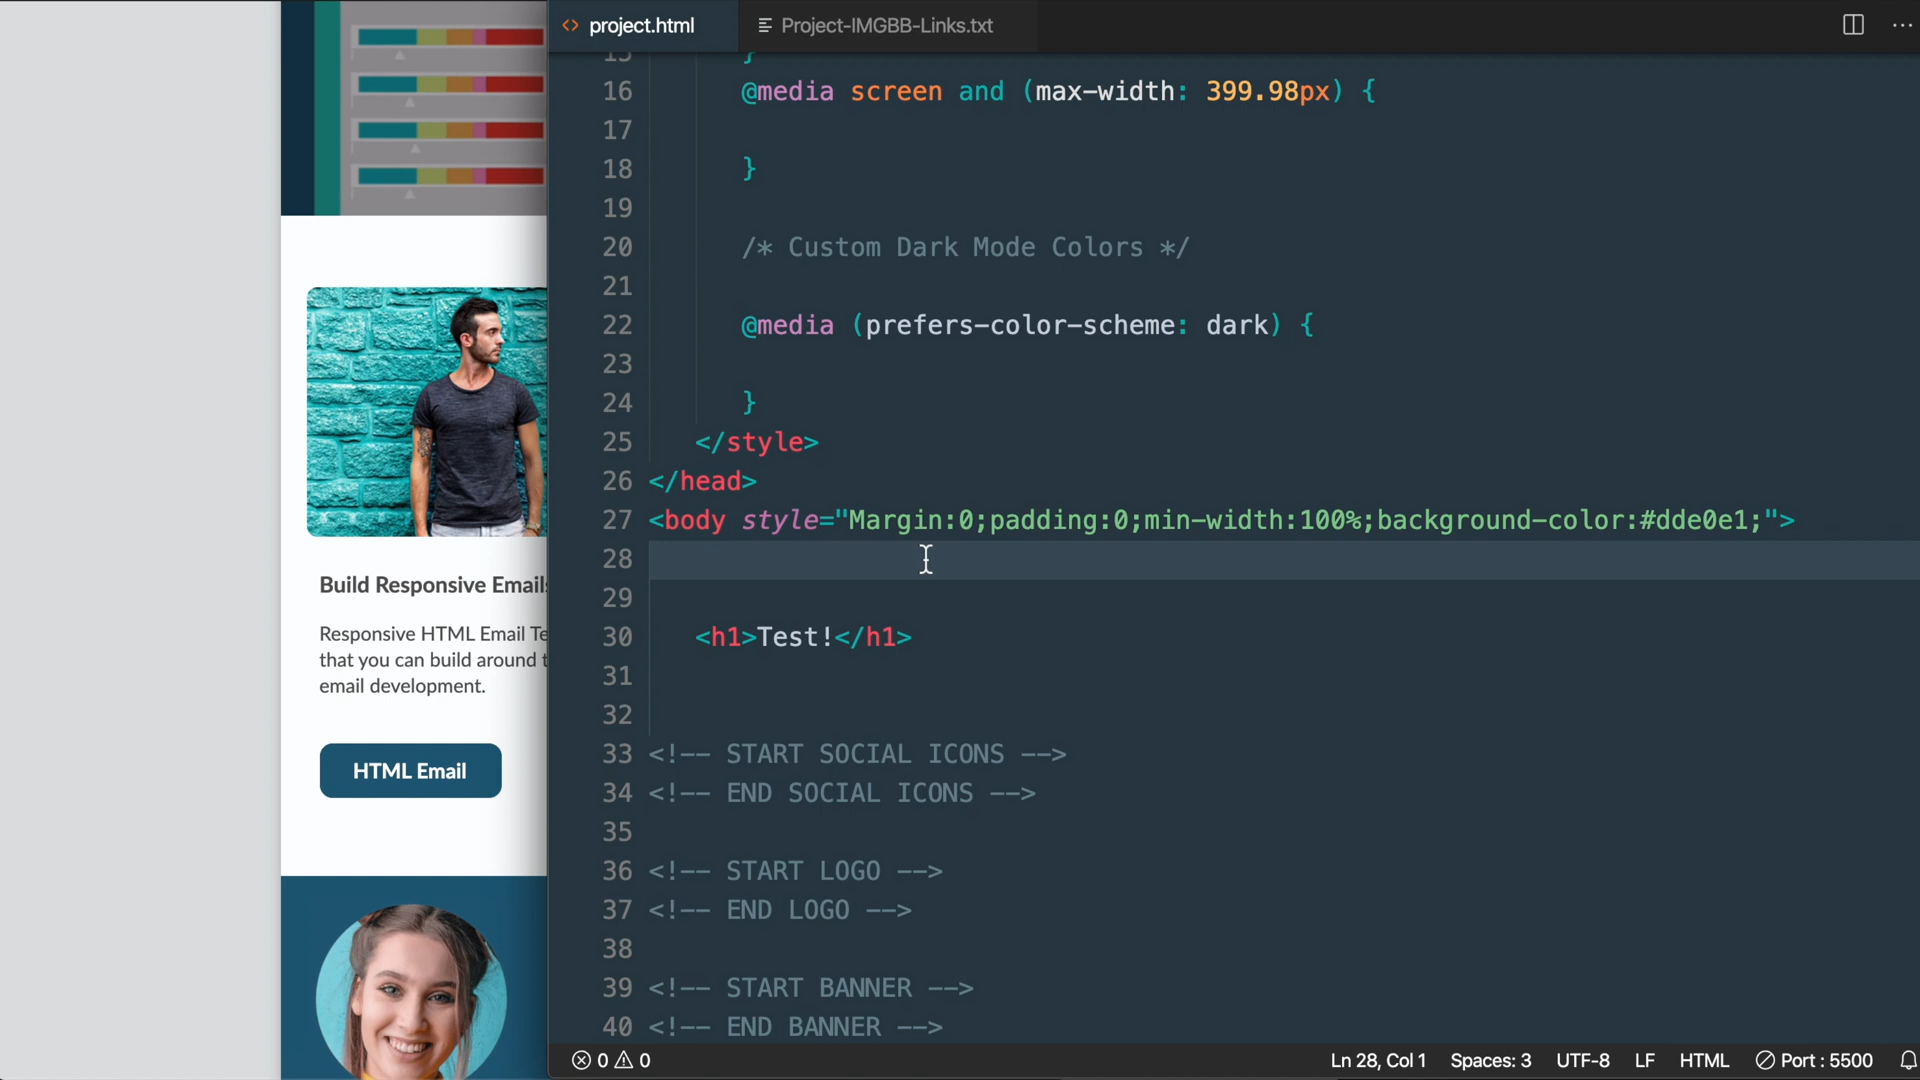 project.html
Project-IMGBB-Links.txt
15 }
16 @media screen and (max-width: 399.98px) {
17
18 }
19
20 /* Custom Dark Mode Colors */
21
22 @media (prefers-color-scheme: dark) {
23
24 }
25 </style>
26 </head>
27 <body style="Margin:0;padding:0;min-width:100%;background-color:#dde0e1;">
28
29
30 <h1>Test!</h1>
31
32
33 <!-- START SOCIAL ICONS -->
34 <!-- END SOCIAL ICONS -->
35
36 <!-- START LOGO -->
37 <!-- END LOGO -->
38
39 <!-- START BANNER -->
40 <!-- END BANNER -->
Build Responsive Emails
Responsive HTML Email Te
that you can build around t
email development.
HTML Email
0 0
Ln 28, Col 1
Spaces: 3
UTF-8
LF
HTML
Port : 5500